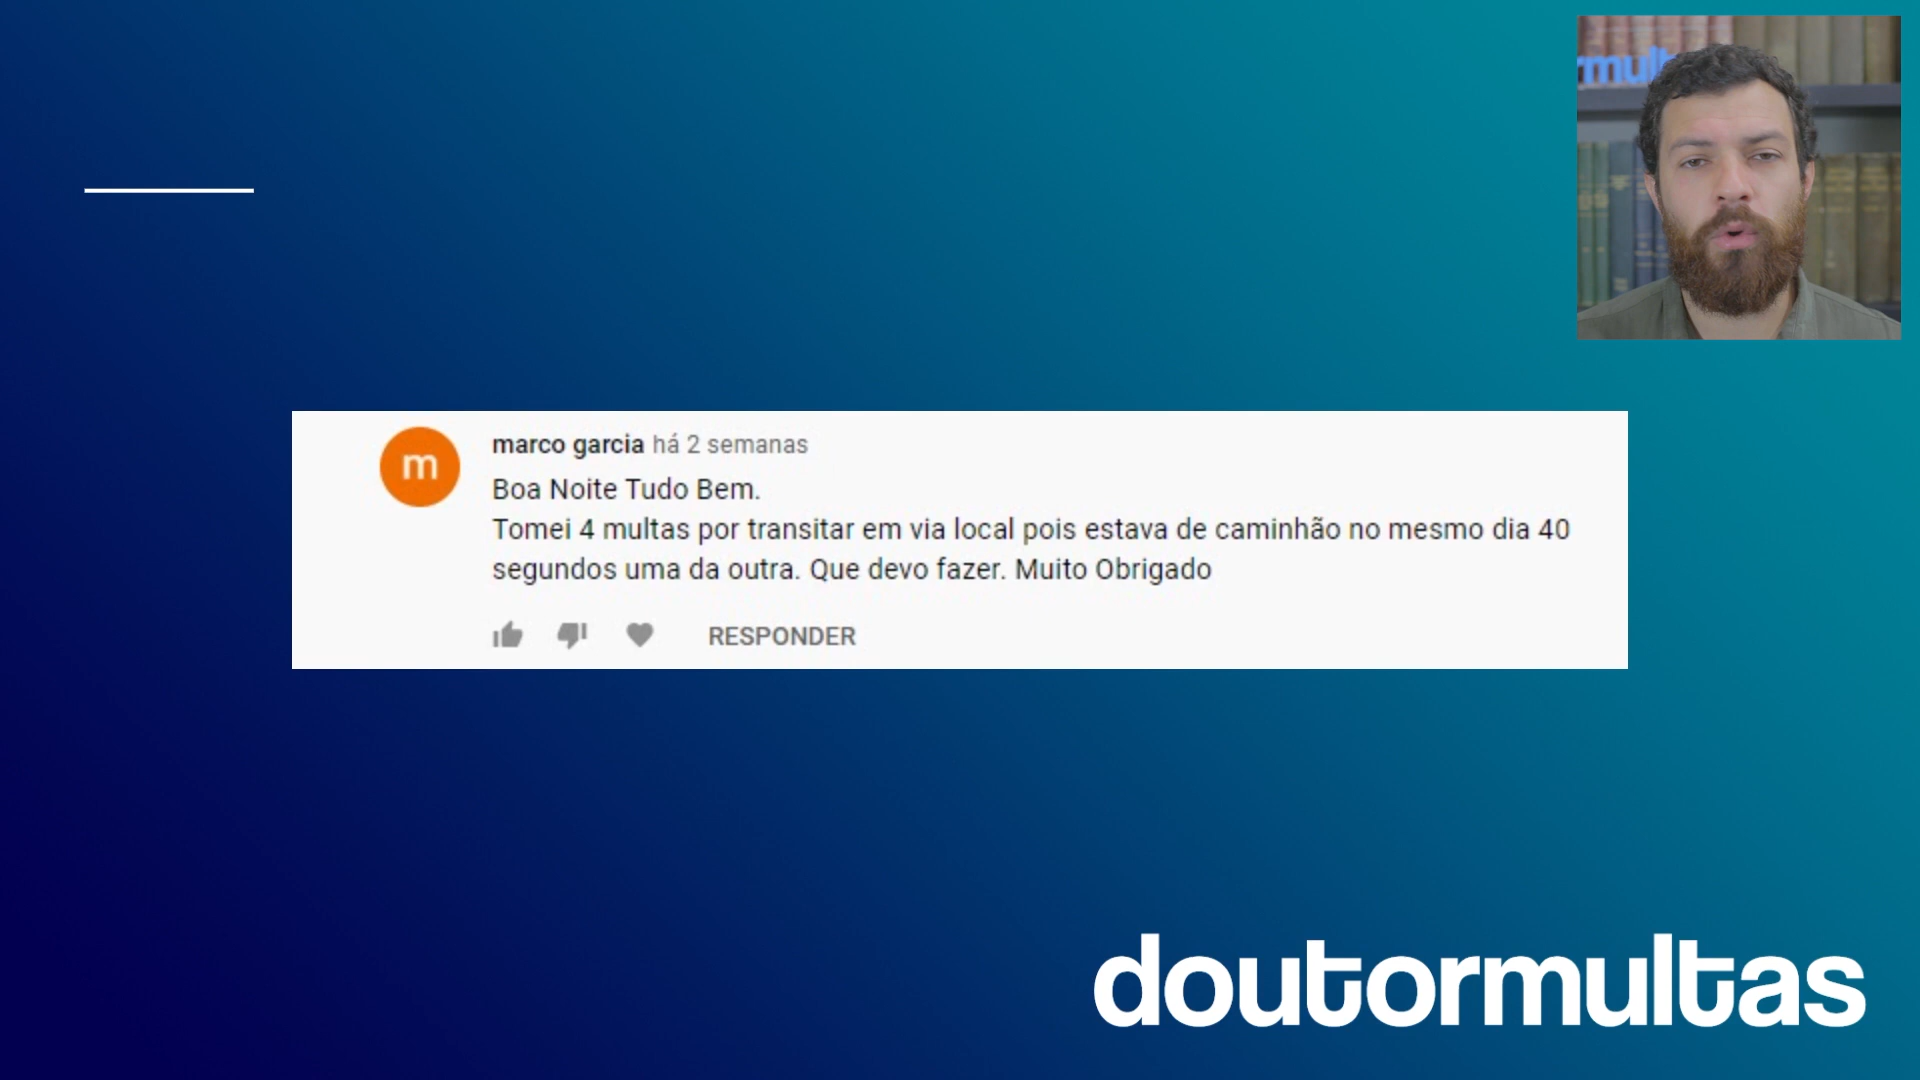 rmult
m
marco garcia há 2 semanas
Boa Noite Tudo Bem.
Tomei 4 multas por transitar em via local pois estava de caminhão no mesmo dia 40
segundos uma da outra. Que devo fazer. Muito Obrigado
RESPONDER
doutormultas